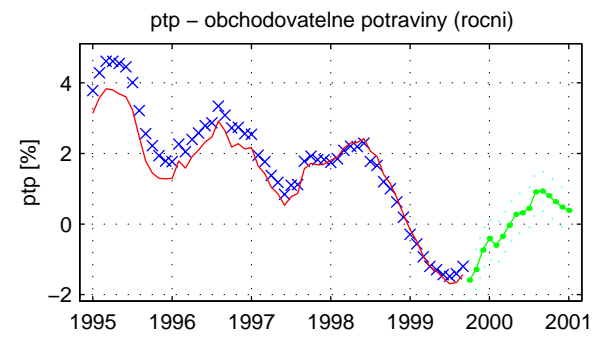 ptp – obchodovatelne potraviny (rocni)
ptp [%]
4
2
0
−2
1995 1996 1997 1998 1999 2000 2001